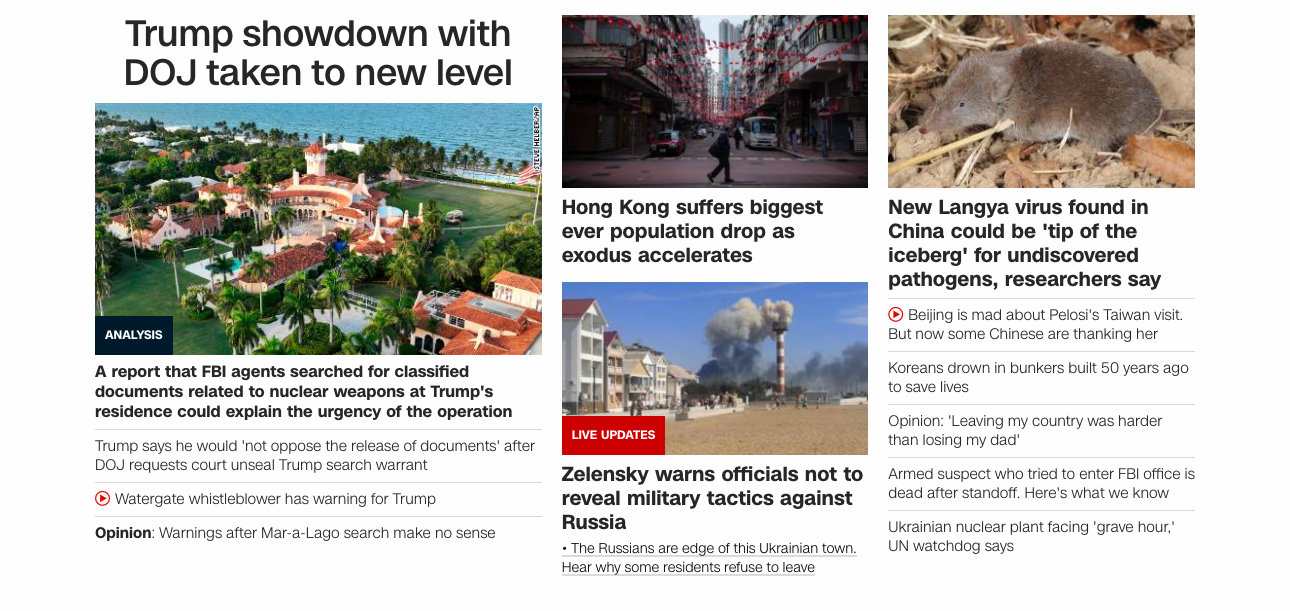 Trump showdown with
DOJ taken to new level
STEVE HELBER/AP
ANALYSIS
A report that FBI agents searched for classified
documents related to nuclear weapons at Trump's
residence could explain the urgency of the operation
Trump says he would 'not oppose the release of documents' after
DOJ requests court unseal Trump search warrant
Watergate whistleblower has warning for Trump
Opinion: Warnings after Mar-a-Lago search make no sense
Hong Kong suffers biggest
ever population drop as
exodus accelerates
LIVE UPDATES
Zelensky warns officials not to
reveal military tactics against
Russia
• The Russians are edge of this Ukrainian town.
Hear why some residents refuse to leave
New Langya virus found in
China could be 'tip of the
iceberg' for undiscovered
pathogens, researchers say
Beijing is mad about Pelosi's Taiwan visit.
But now some Chinese are thanking her
Koreans drown in bunkers built 50 years ago
to save lives
Opinion: 'Leaving my country was harder
than losing my dad'
Armed suspect who tried to enter FBI office is
dead after standoff. Here's what we know
Ukrainian nuclear plant facing 'grave hour,'
UN watchdog says